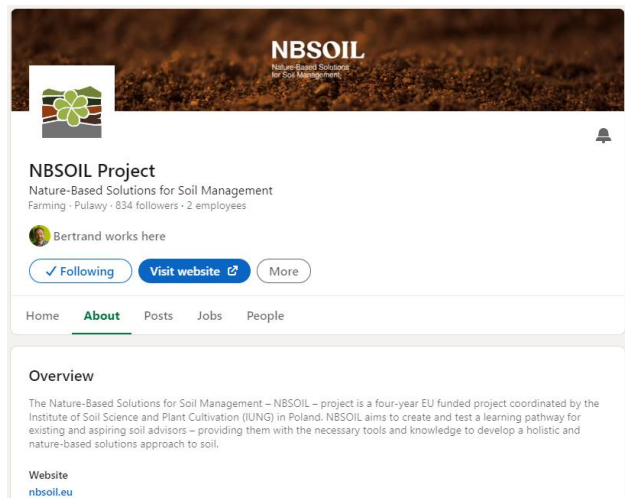 NBSOIL
Nature-Based Solutions
for Soil Management
NBSOIL Project
Nature-Based Solutions for Soil Management
Farming · Pulawy · 834 followers · 2 employees
Bertrand works here
✓ Following
Visit website
More
Home About Posts Jobs People
Overview
The Nature-Based Solutions for Soil Management – NBSOIL – project is a four-year EU funded project coordinated by the
Institute of Soil Science and Plant Cultivation (IUNG) in Poland. NBSOIL aims to create and test a learning pathway for
existing and aspiring soil advisors – providing them with the necessary tools and knowledge to develop a holistic and
nature-based solutions approach to soil.
Website
nbsoil.eu